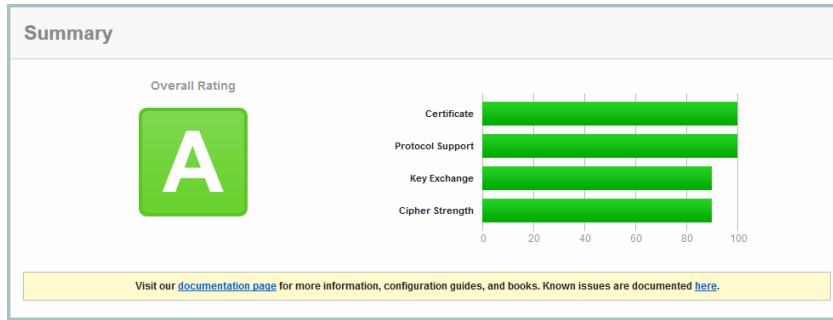 Summary
Overall Rating
A
Certificate
Protocol Support
Key Exchange
Cipher Strength
0 20 40 60 80 100
Visit our documentation page for more information, configuration guides, and books. Known issues are documented here.